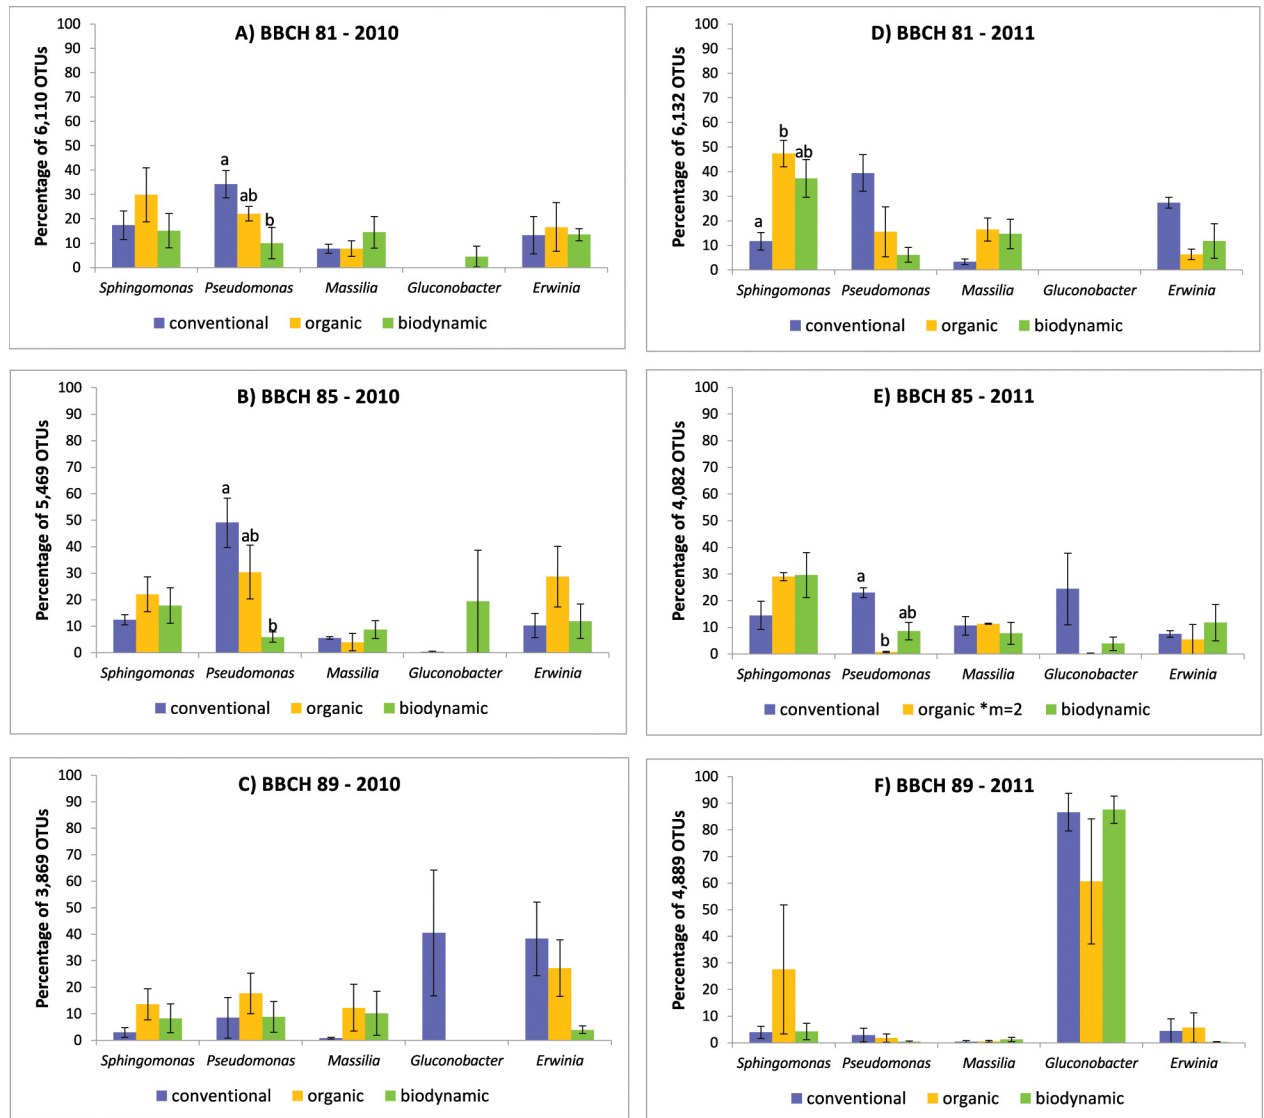 A) BBCH 81 - 2010
Percentage of 6,110 OTUs
100
90
80
70
60
50
40
30
20
10
0
a
ab
b
Sphingomonas Pseudomonas Massilia Gluconobacter Erwinia
conventional organic biodynamic
D) BBCH 81 - 2011
Percentage of 6,132 OTUs
100
90
80
70
60
50
40
30
20
10
0
a
b
ab
Sphingomonas Pseudomonas Massilia Gluconobacter Erwinia
conventional organic biodynamic
B) BBCH 85 - 2010
Percentage of 5,469 OTUs
100
90
80
70
60
50
40
30
20
10
0
a
ab
b
Sphingomonas Pseudomonas Massilia Gluconobacter Erwinia
conventional organic biodynamic
E) BBCH 85 - 2011
Percentage of 4,082 OTUs
100
90
80
70
60
50
40
30
20
10
0
a
b
ab
Sphingomonas Pseudomonas Massilia Gluconobacter Erwinia
conventional organic *m=2 biodynamic
C) BBCH 89 - 2010
Percentage of 3,869 OTUs
100
90
80
70
60
50
40
30
20
10
0
Sphingomonas Pseudomonas Massilia Gluconobacter Erwinia
conventional organic biodynamic
F) BBCH 89 - 2011
Percentage of 4,889 OTUs
100
90
80
70
60
50
40
30
20
10
0
Sphingomonas Pseudomonas Massilia Gluconobacter Erwinia
conventional organic biodynamic